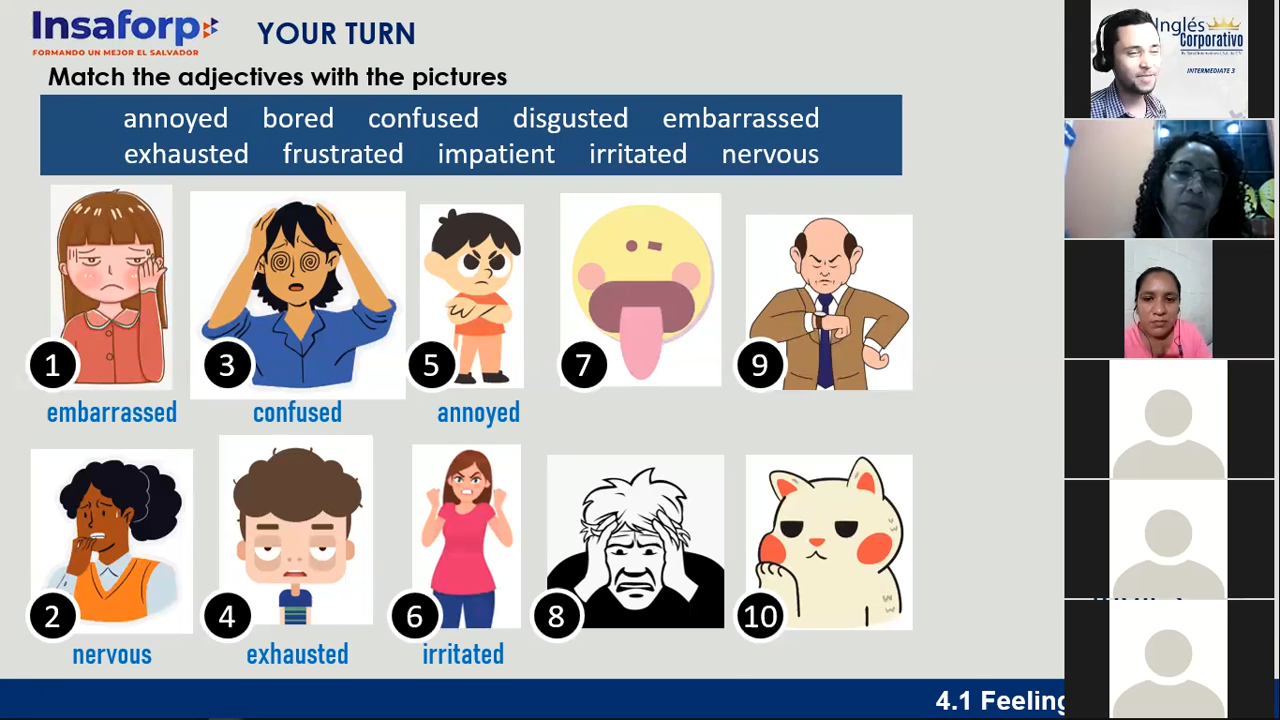 Insaforp
FORMANDO UN MEJOR EL SALVADOR
YOUR TURN
Match the adjectives with the pictures
annoyed bored confused disgusted embarrassed
exhausted frustrated impatient irritated nervous
1 3 5 7 9
embarrassed confused annoyed
2 4 6 8 10
nervous exhausted irritated
4.1 Feeling
Inglés
Corporativo
INTERMEDIATE 3